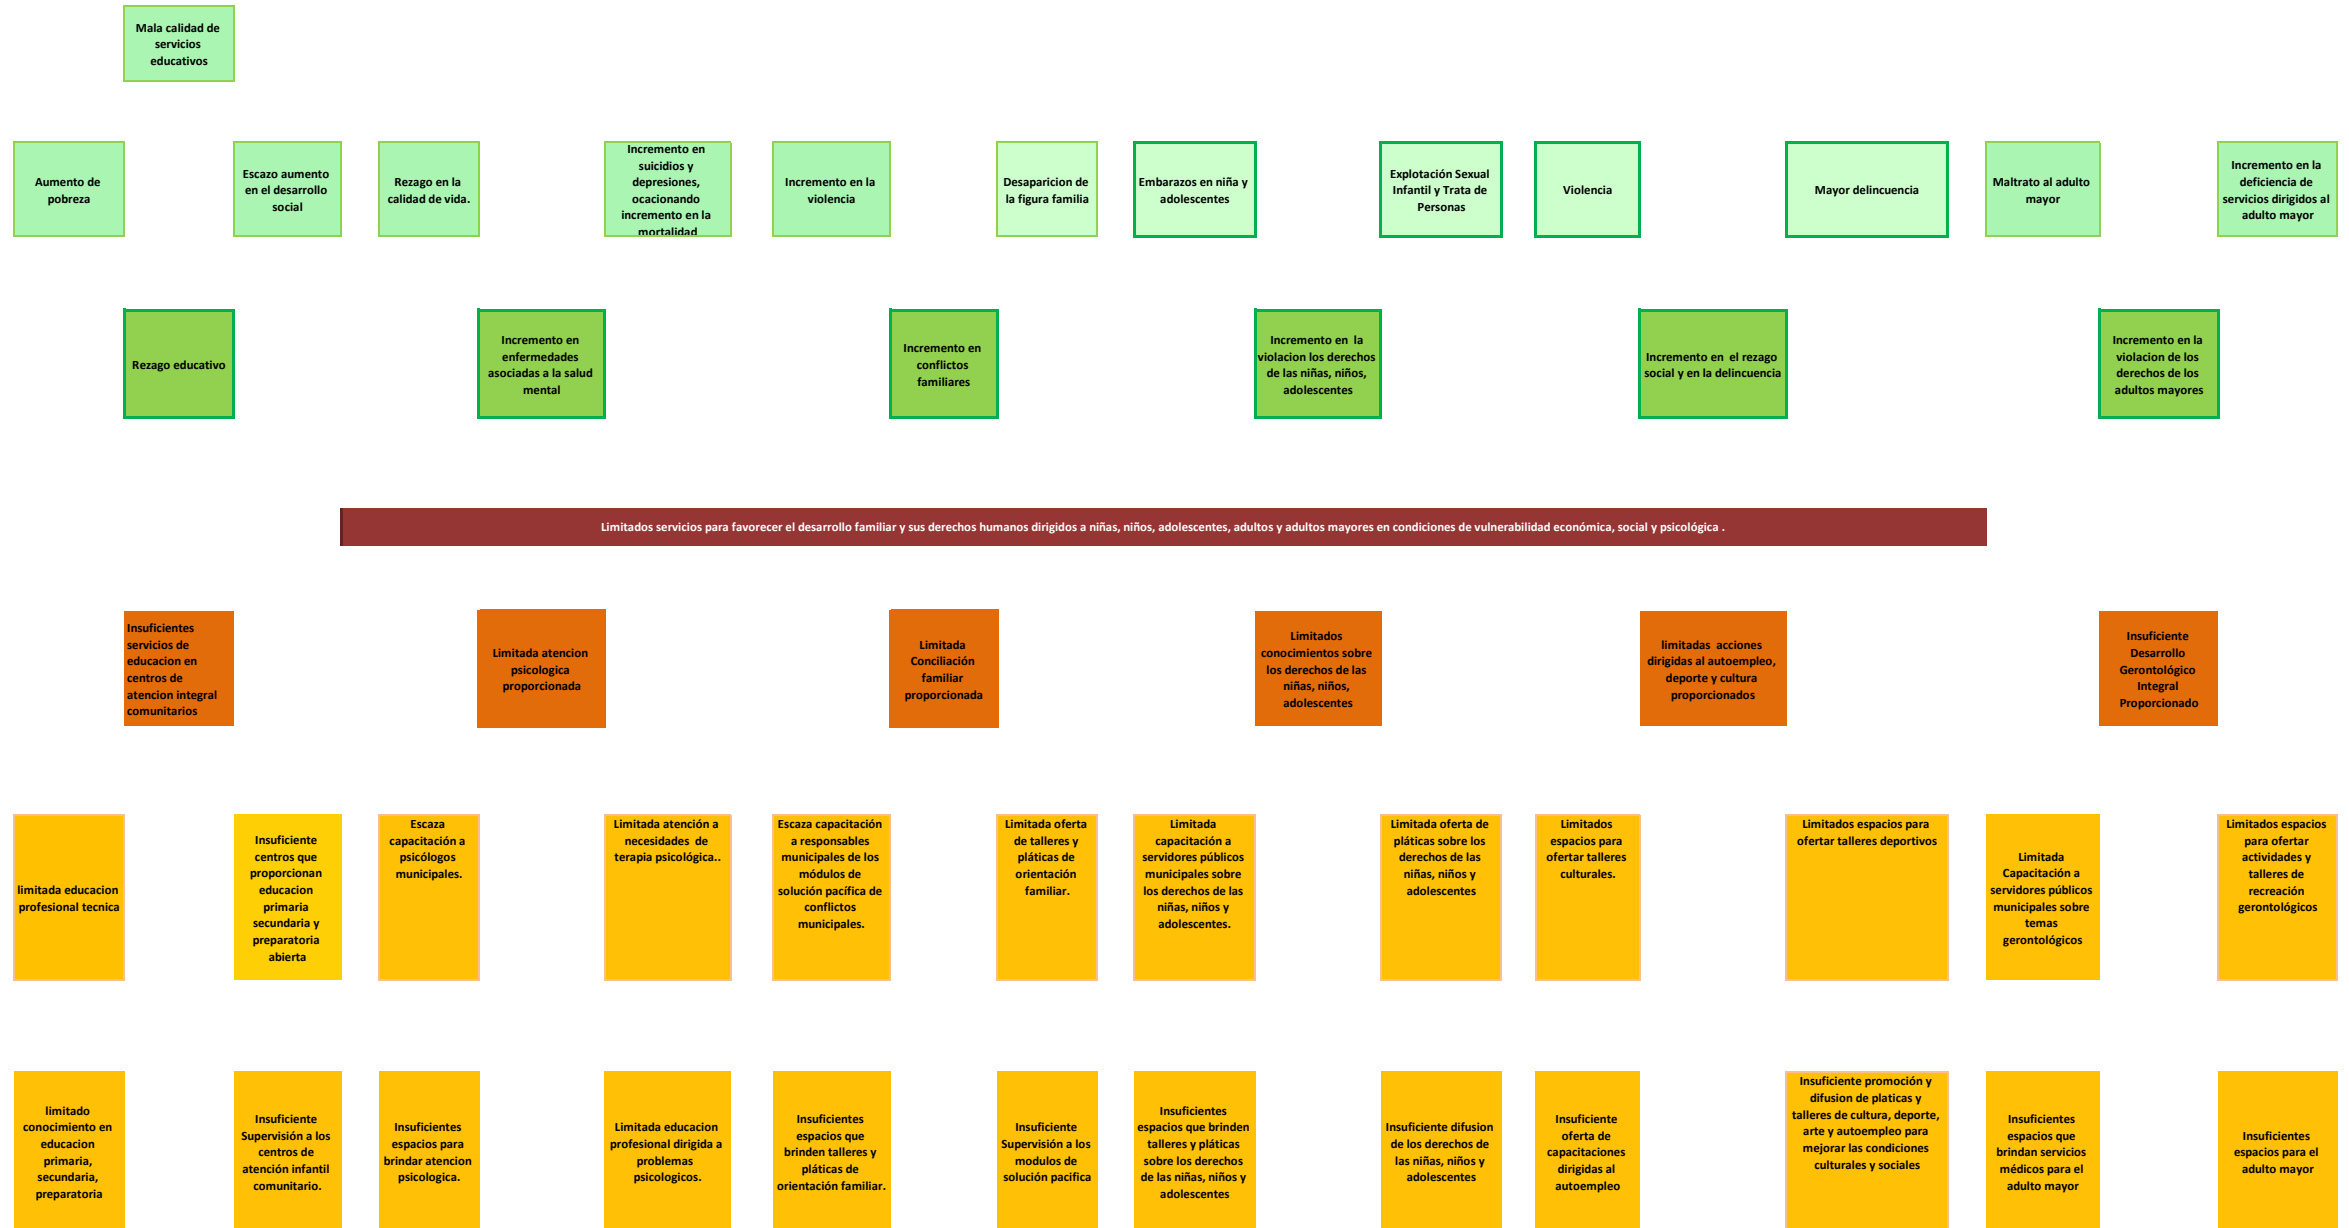 Mala calidad de
servicios
educativos
Aumento de
pobreza
Escazo aumento
en el desarrollo
social
Rezago en la
calidad de vida.
Incremento en
suicidios y
depresiones,
ocacionando
incremento en la
mortalidad
Incremento en la
violencia
Desaparicion de
la figura familia
Embarazos en niña y
adolescentes
Explotación Sexual
Infantil y Trata de
Personas
Violencia
Mayor delincuencia
Maltrato al adulto
mayor
Incremento en la
deficiencia de
servicios dirigidos al
adulto mayor
Rezago educativo
Incremento en
enfermedades
asociadas a la salud
mental
Incremento en
conflictos
familiares
Incremento en la
violacion los derechos
de las niñas, niños,
adolescentes
Incremento en el rezago
social y en la delincuencia
Incremento en la
violacion de los
derechos de los
adultos mayores
Limitados servicios para favorecer el desarrollo familiar y sus derechos humanos dirigidos a niñas, niños, adolescentes, adultos y adultos mayores en condiciones de vulnerabilidad económica, social y psicológica .
Insuficientes
servicios de
educacion en
centros de
atencion integral
comunitarios
Limitada atencion
psicologica
proporcionada
Limitada
Conciliación
familiar
proporcionada
Limitados
conocimientos sobre
los derechos de las
niñas, niños,
adolescentes
limitadas acciones
dirigidas al autoempleo,
deporte y cultura
proporcionados
Insuficiente
Desarrollo
Gerontológico
Integral
Proporcionado
limitada educacion
profesional tecnica
Insuficiente
centros que
proporcionan
educacion
primaria
secundaria y
preparatoria
abierta
Escaza
capacitación a
psicólogos
municipales.
Limitada atención a
necesidades de
terapia psicológica..
Escaza capacitación
a responsables
municipales de los
módulos de
solución pacífica de
conflictos
municipales.
Limitada oferta
de talleres y
pláticas de
orientación
familiar.
Limitada
capacitación a
servidores públicos
municipales sobre
los derechos de las
niñas, niños y
adolescentes.
Limitada oferta de
pláticas sobre los
derechos de las
niñas, niños y
adolescentes
Limitados
espacios para
ofertar talleres
culturales.
Limitados espacios para
ofertar talleres deportivos
Limitada
Capacitación a
servidores públicos
municipales sobre
temas
gerontológicos
Limitados espacios
para ofertar
actividades y
talleres de
recreación
gerontológicos
limitado
conocimiento en
educacion
primaria,
secundaria,
preparatoria
Insuficiente
Supervisión a los
centros de
atención infantil
comunitario.
Insuficientes
espacios para
brindar atencion
psicologica.
Limitada educacion
profesional dirigida a
problemas
psicologicos.
Insuficientes
espacios que
brinden talleres y
pláticas de
orientación familiar.
Insuficiente
Supervisión a los
modulos de
solución pacifica
Insuficientes
espacios que brinden
talleres y pláticas
sobre los derechos
de las niñas, niños y
adolescentes
Insuficiente difusion
de los derechos de
las niñas, niños y
adolescentes
Insuficiente
oferta de
capacitaciones
dirigidas al
autoempleo
Insuficiente promoción y
difusion de platicas y
talleres de cultura, deporte,
arte y autoempleo para
mejorar las condiciones
culturales y sociales
Insuficientes
espacios que
brindan servicios
médicos para el
adulto mayor
Insuficientes
espacios para el
adulto mayor